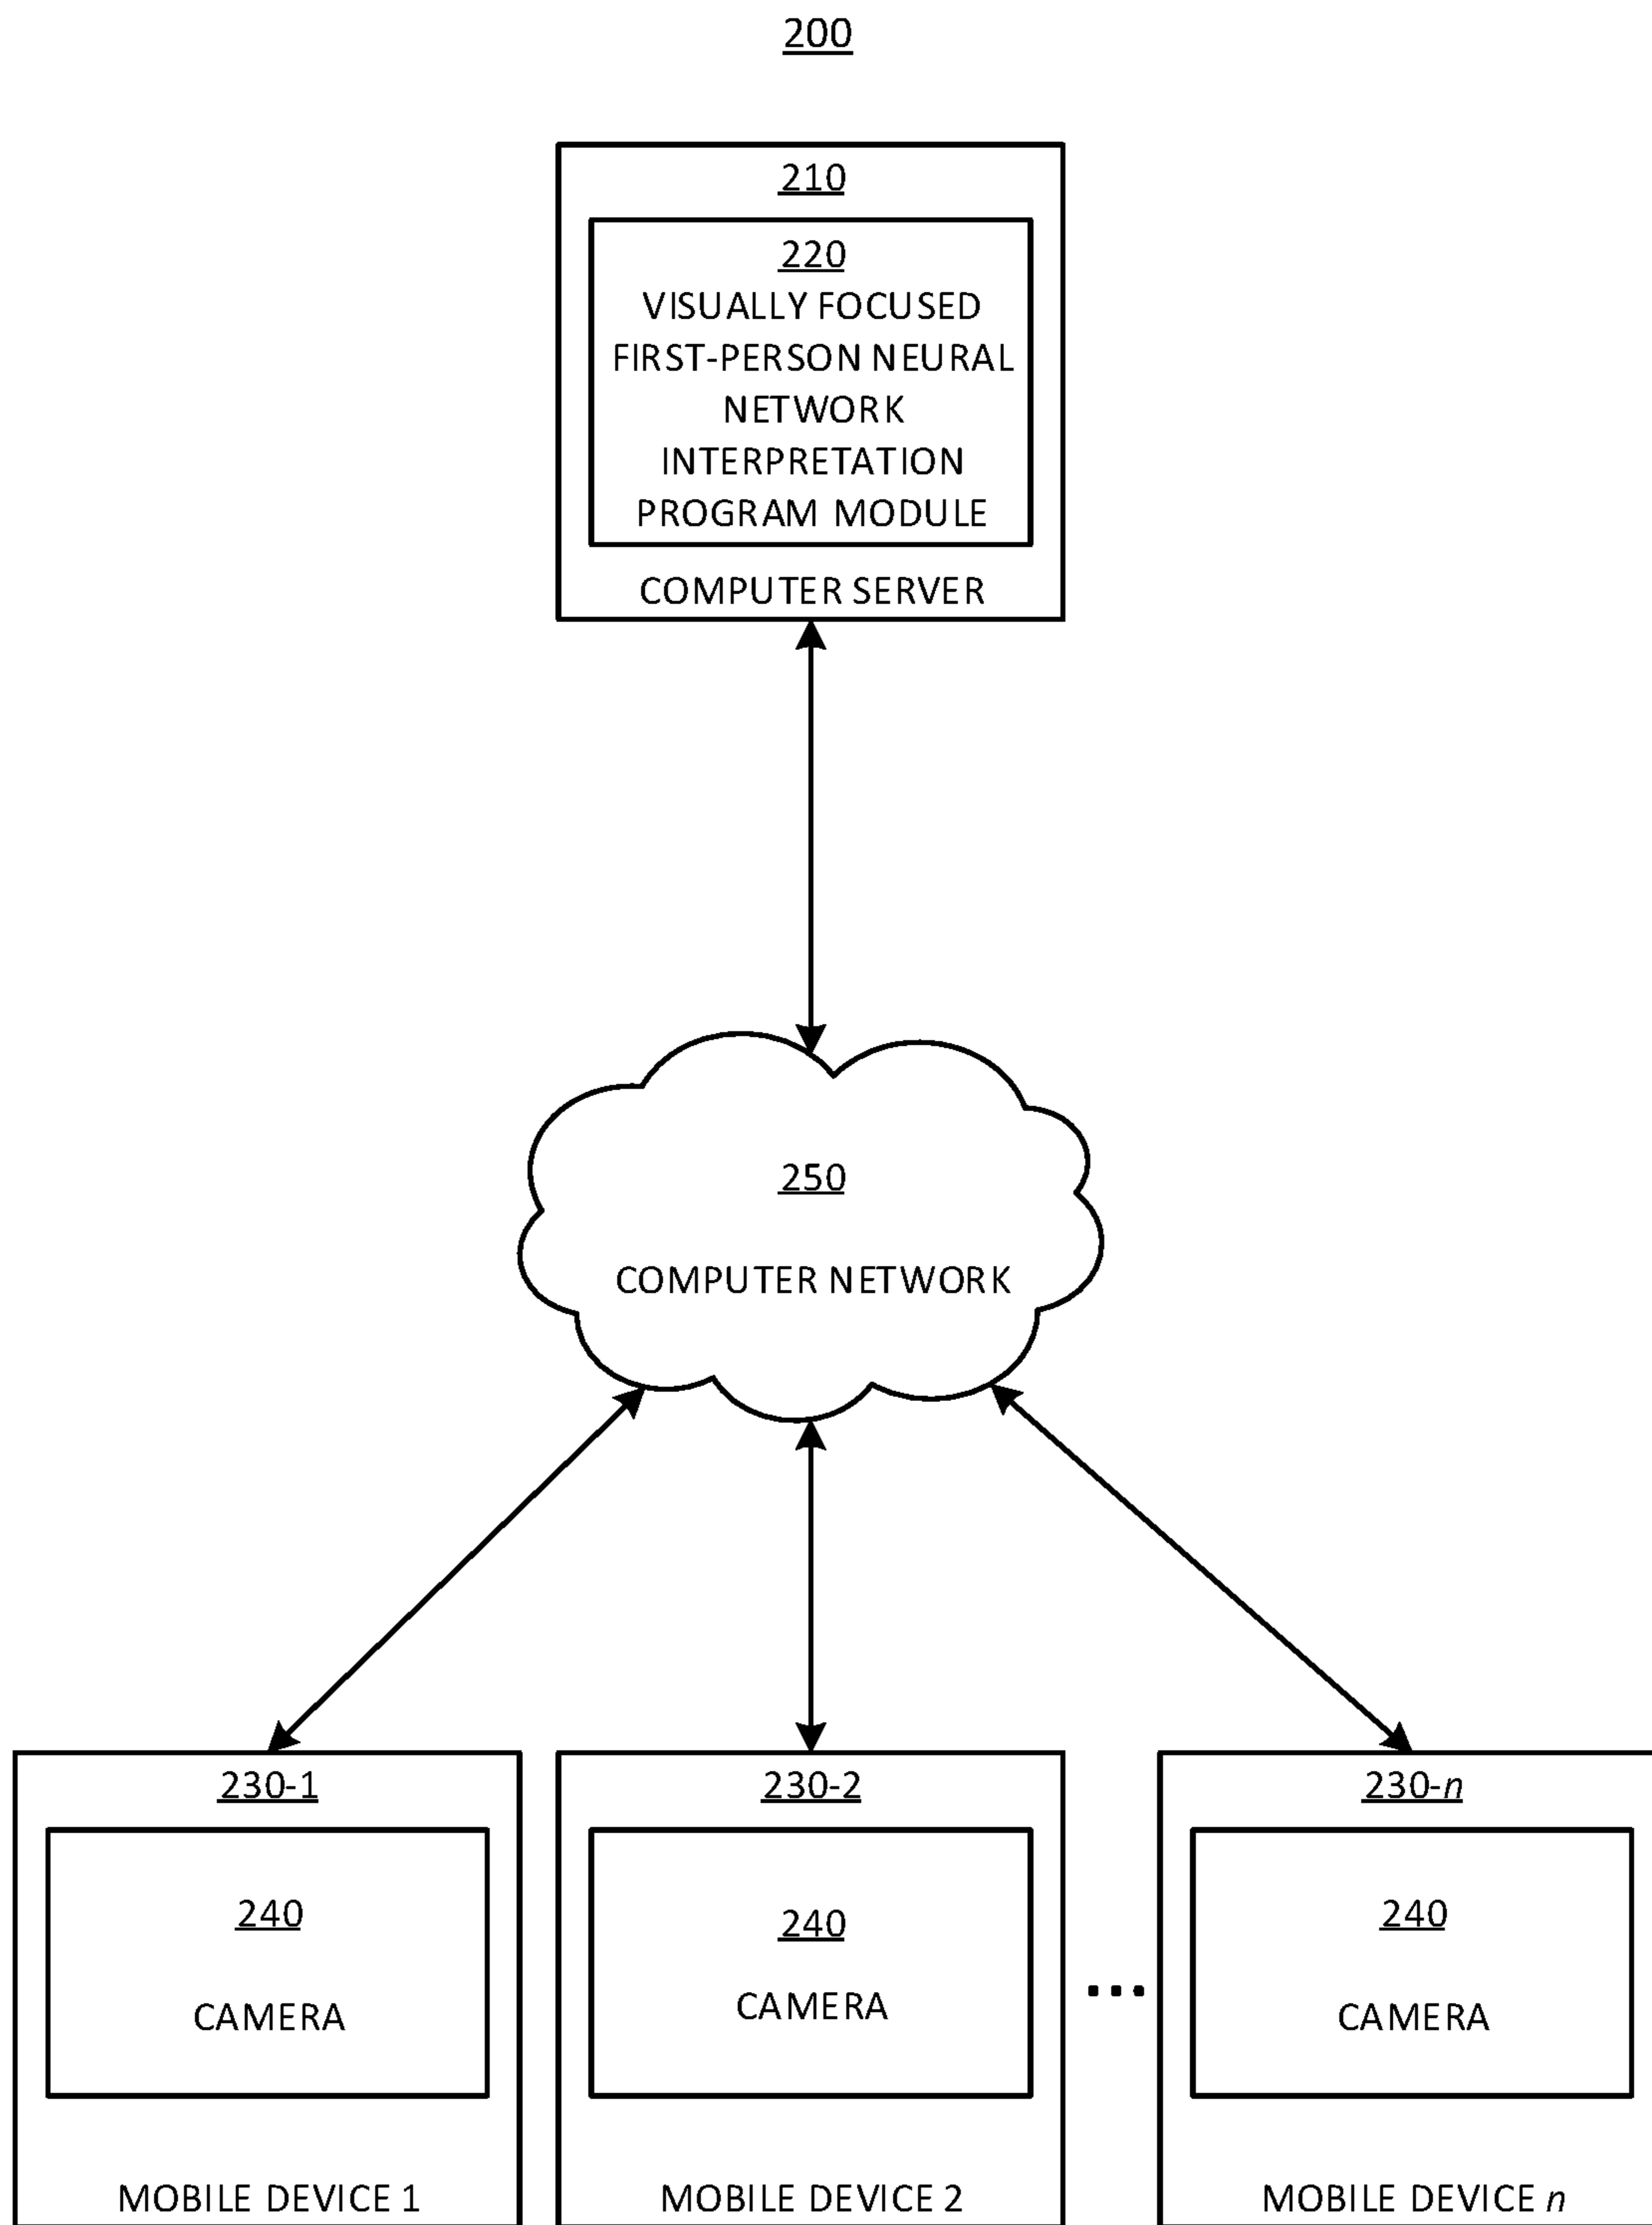 200
210
220
VISUALLY FOCUSED
FIRST-PERSON NEURAL
NETWORK
INTERPRETATION
PROGRAM MODULE
COMPUTER SERVER
250
COMPUTER NETWORK
230-1
240
CAMERA
MOBILE DEVICE 1
230-2
240
CAMERA
MOBILE DEVICE 2
...
230-n
240
CAMERA
MOBILE DEVICE n